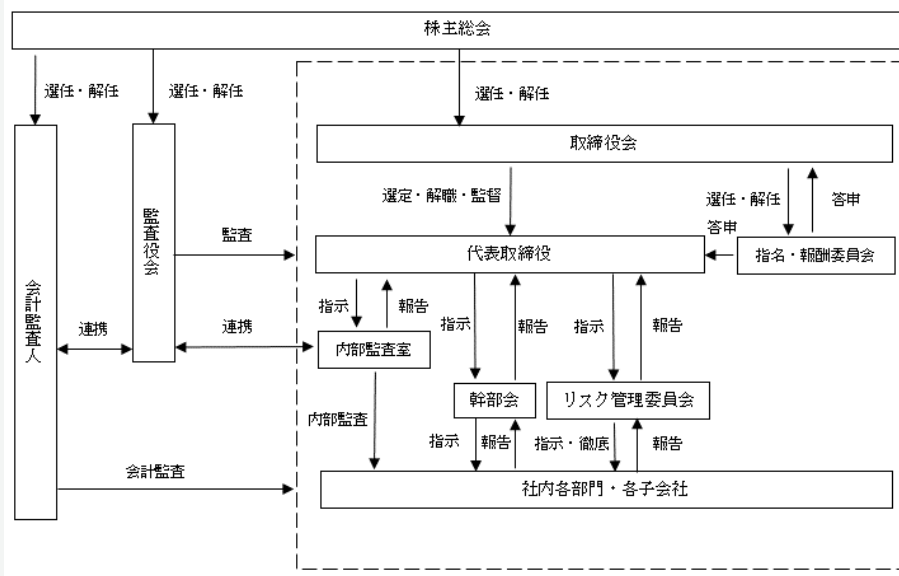 株主総会
選任・解任
選任・解任
選任・解任
取締役会
選定・解職・監督
選任・解任
答申
監査役会
監査
答申
代表取締役
指名・報酬委員会
会計監査人
指示
報告
指示
報告
指示
報告
連携
連携
内部監査室
幹部会
リスク管理委員会
内部監査
指示
報告
指示・徹底
報告
会計監査
社内各部門・各子会社